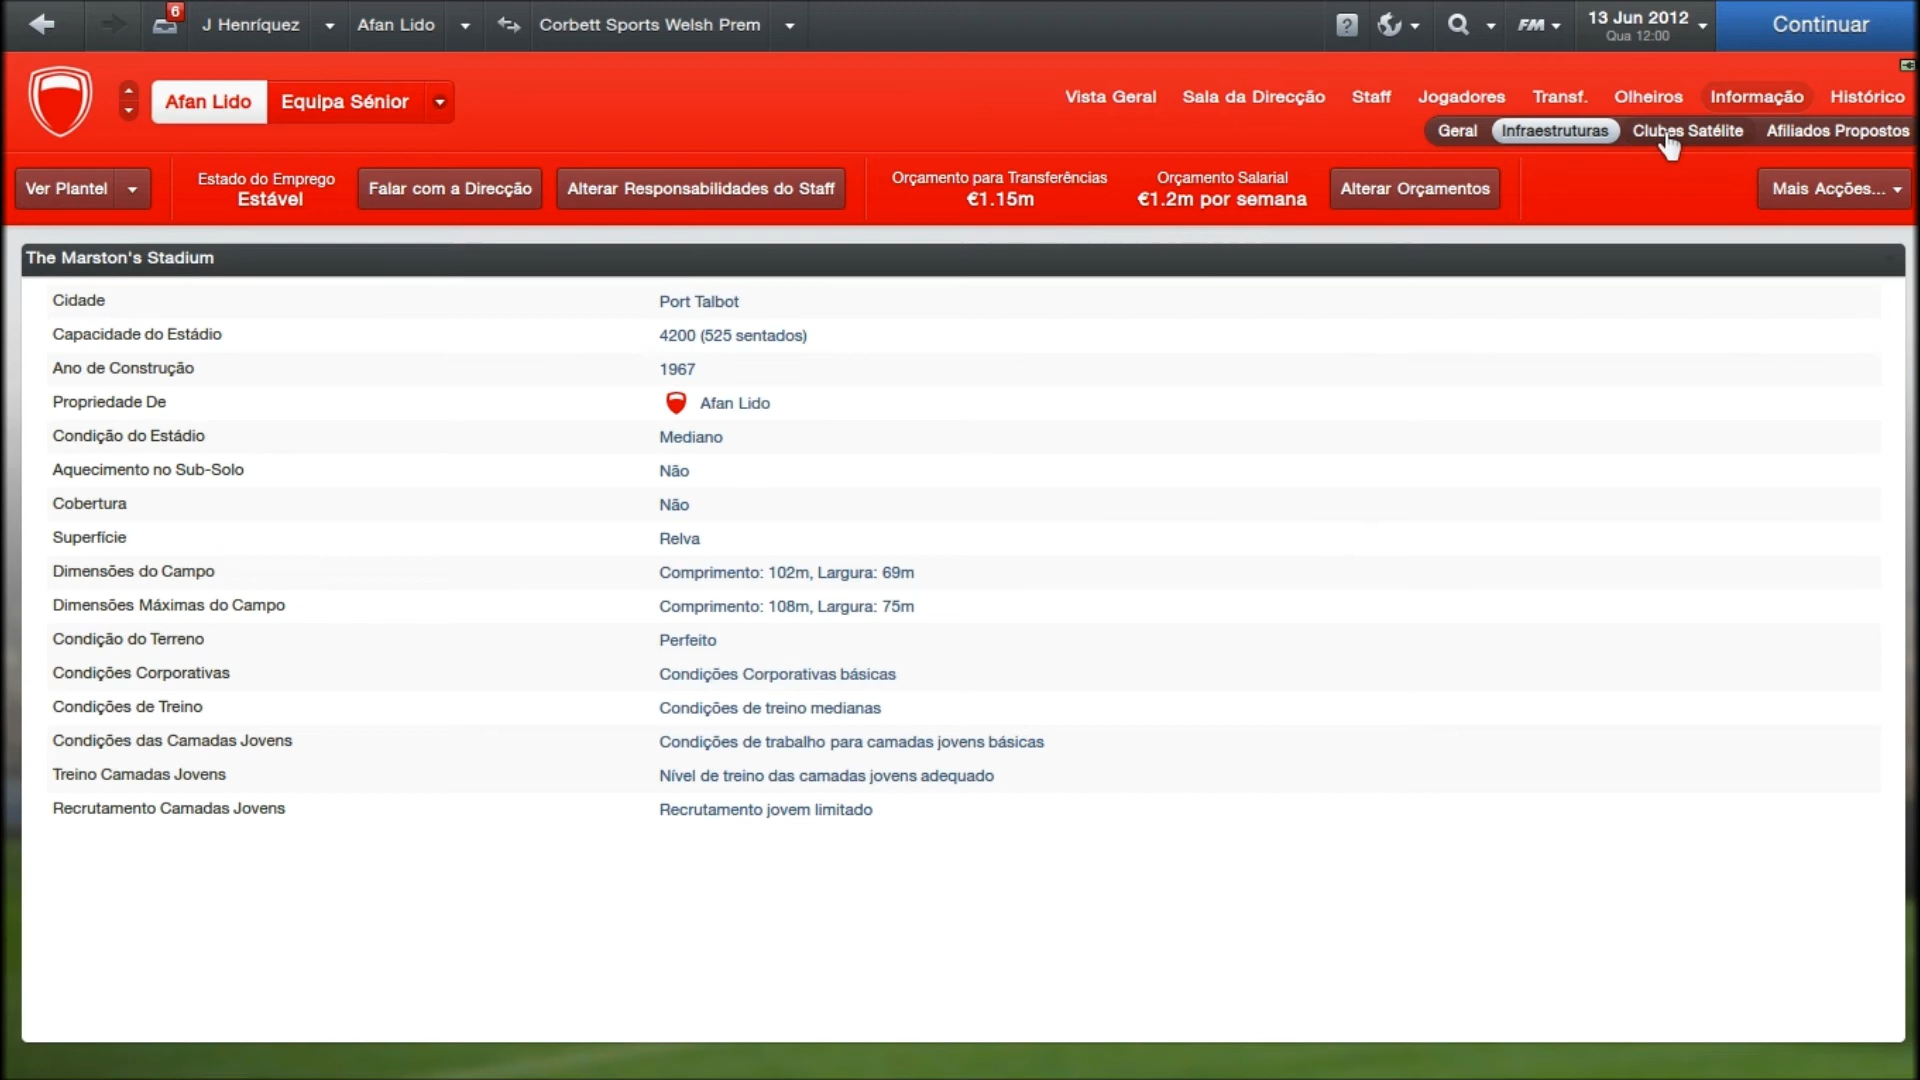 6
J Henríquez
Afan Lido
Corbett Sports Welsh Prem
?
FM
13 Jun 2012
Qua 12:00
Continuar
Afan Lido
Equipa Sénior
Vista Geral
Sala da Direcção
Staff
Jogadores
Transf.
Olheiros
Informação
Histórico
Geral
Infraestruturas
Clubes Satélite
Afiliados Propostos
Ver Plantel
Estado do Emprego
Estável
Falar com a Direcção
Alterar Responsabilidades do Staff
Orçamento para Transferências
€1.15m
Orçamento Salarial
€1.2m por semana
Alterar Orçamentos
Mais Acções...
The Marston's Stadium
Cidade Port Talbot
Capacidade do Estádio 4200 (525 sentados)
Ano de Construção 1967
Propriedade De Afan Lido
Condição do Estádio Mediano
Aquecimento no Sub-Solo Não
Cobertura Não
Superfície Relva
Dimensões do Campo Comprimento: 102m, Largura: 69m
Dimensões Máximas do Campo Comprimento: 108m, Largura: 75m
Condição do Terreno Perfeito
Condições Corporativas Condições Corporativas básicas
Condições de Treino Condições de treino medianas
Condições das Camadas Jovens Condições de trabalho para camadas jovens básicas
Treino Camadas Jovens Nível de treino das camadas jovens adequado
Recrutamento Camadas Jovens Recrutamento jovem limitado